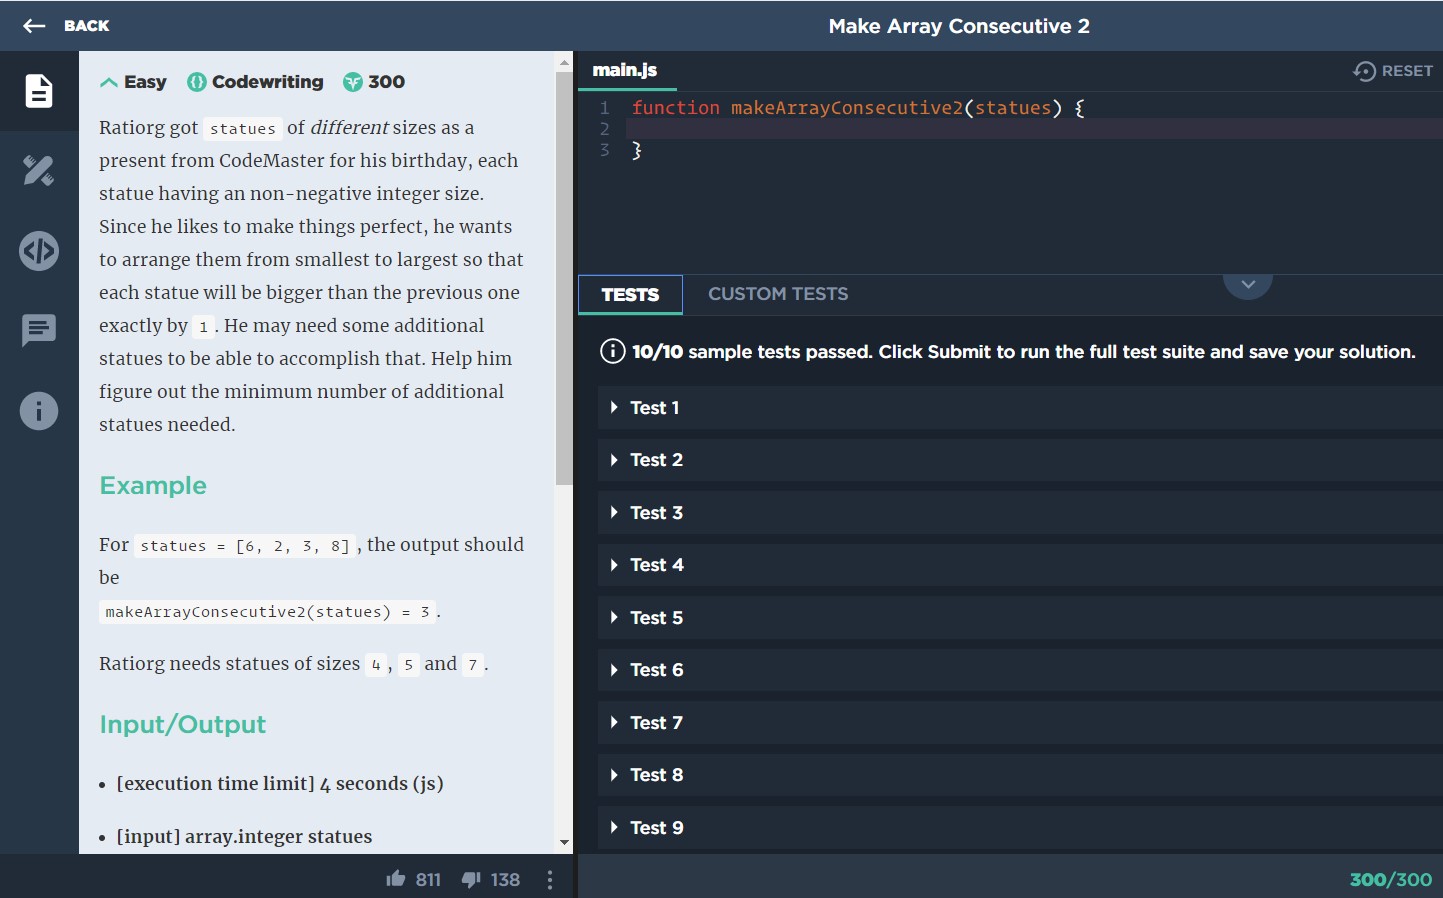 BACK
Make Array Consecutive 2
Easy Codewriting 300
Ratiorg got statues of different sizes as a
present from CodeMaster for his birthday, each
statue having an non-negative integer size.
Since he likes to make things perfect, he wants
to arrange them from smallest to largest so that
each statue will be bigger than the previous one
exactly by 1. He may need some additional
statues to be able to accomplish that. Help him
figure out the minimum number of additional
statues needed.
Example
For statues = [6, 2, 3, 8], the output should
be
makeArrayConsecutive2(statues) = 3.
Ratiorg needs statues of sizes 4, 5 and 7.
Input/Output
• [execution time limit] 4 seconds (js)
• [input] array.integer statues
811 138
main.js
RESET
1 function makeArrayConsecutive2(statues) {
2
3 }
TESTS
CUSTOM TESTS
10/10 sample tests passed. Click Submit to run the full test suite and save your solution.
Test 1
Test 2
Test 3
Test 4
Test 5
Test 6
Test 7
Test 8
Test 9
300/300